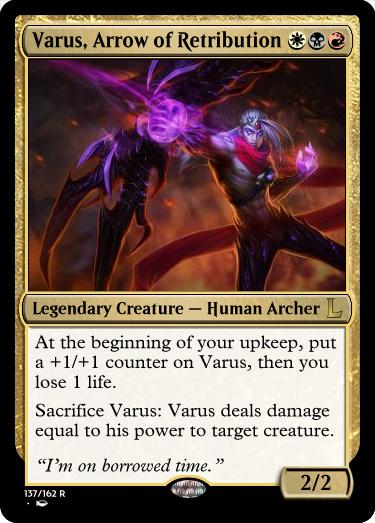 Varus, Arrow of Retribution
Legendary Creature — Human Archer L
At the beginning of your upkeep, put
a +1/+1 counter on Varus, then you
lose 1 life.
Sacrifice Varus: Varus deals damage
equal to his power to target creature.
“I'm on borrowed time.”
2/2
137/162 R